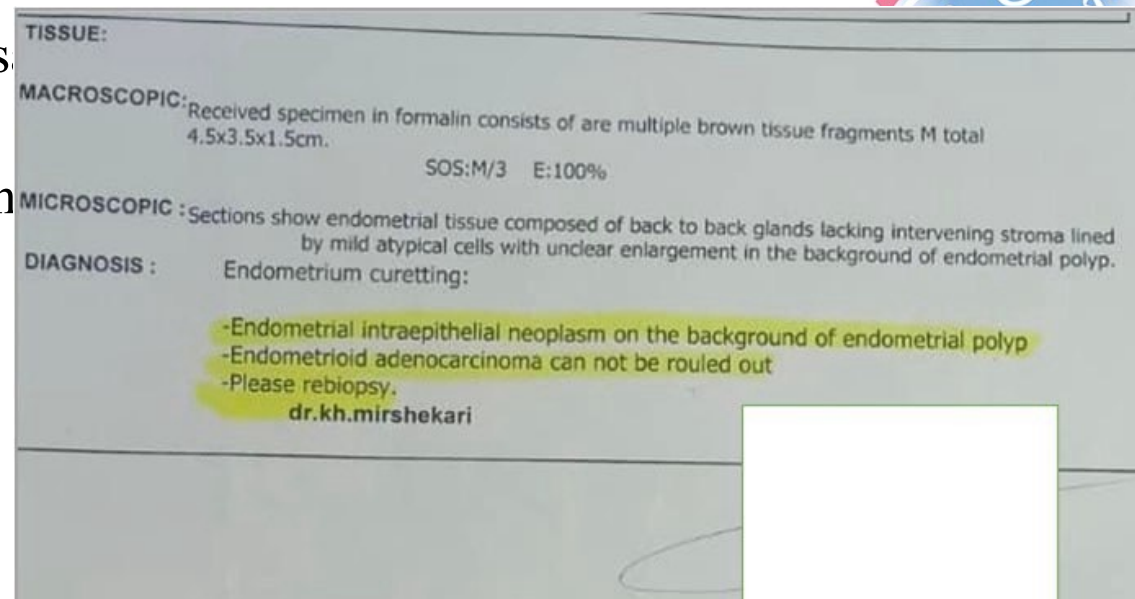 TISSUE:
MACROSCOPIC: Received specimen in formalin consists of are multiple brown tissue fragments M total
4.5x3.5x1.5cm.
SOS:M/3 E:100%
MICROSCOPIC : Sections show endometrial tissue composed of back to back glands lacking intervening stroma lined
by mild atypical cells with unclear enlargement in the background of endometrial polyp.
DIAGNOSIS : Endometrium curetting:
-Endometrial intraepithelial neoplasm on the background of endometrial polyp
-Endometrioid adenocarcinoma can not be rouled out
-Please rebiopsy.
dr.kh.mirshekari